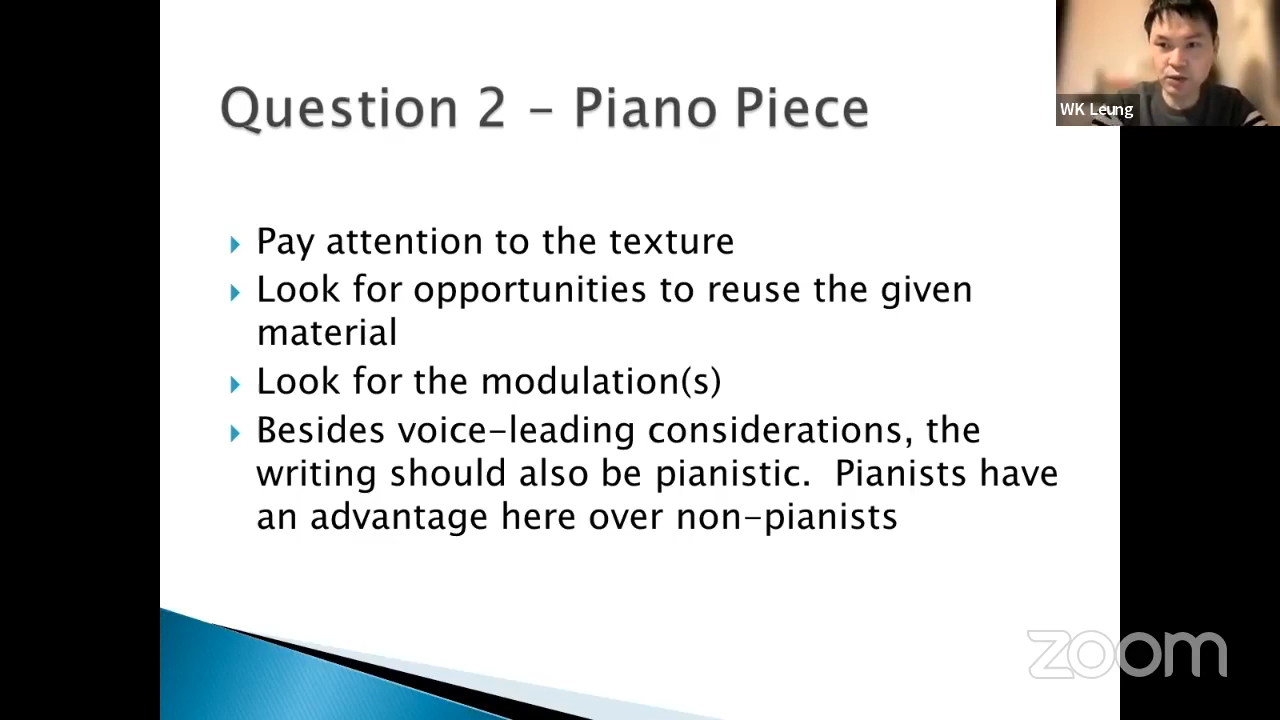 Question 2 – Piano Piece
WK Leung
Pay attention to the texture
Look for opportunities to reuse the given
material
Look for the modulation(s)
Besides voice-leading considerations, the
writing should also be pianistic.  Pianists have
an advantage here over non-pianists
zoom